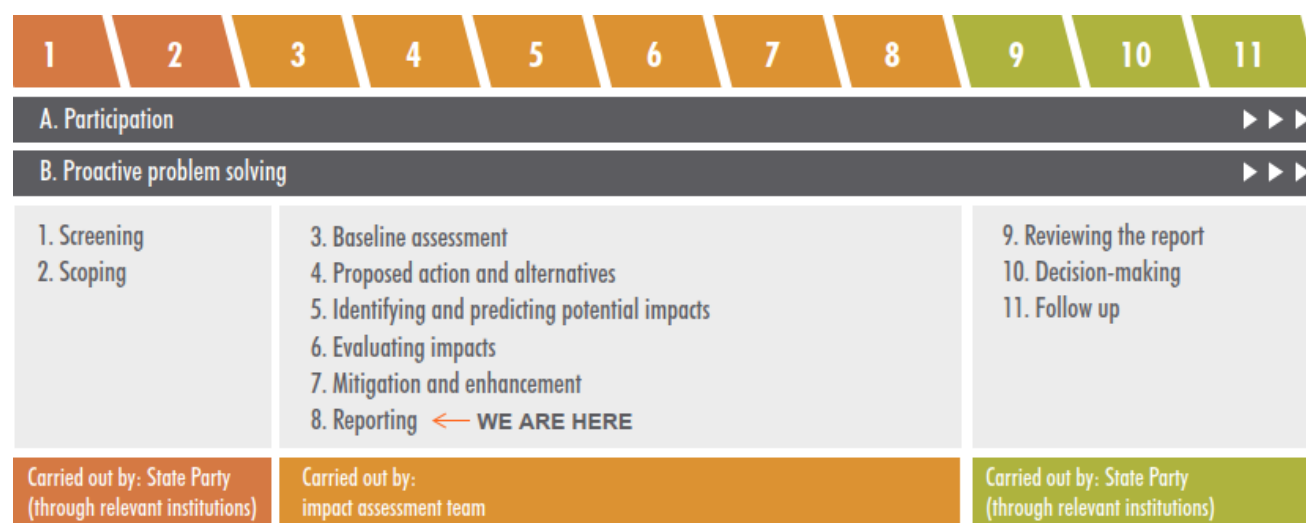 1 2 3 4 5 6 7 8 9 10 11
A. Participation
B. Proactive problem solving
1. Screening
2. Scoping
3. Baseline assessment
4. Proposed action and alternatives
5. Identifying and predicting potential impacts
6. Evaluating impacts
7. Mitigation and enhancement
8. Reporting ← WE ARE HERE
9. Reviewing the report
10. Decision-making
11. Follow up
Carried out by: State Party
(through relevant institutions)
Carried out by:
impact assessment team
Carried out by: State Party
(through relevant institutions)